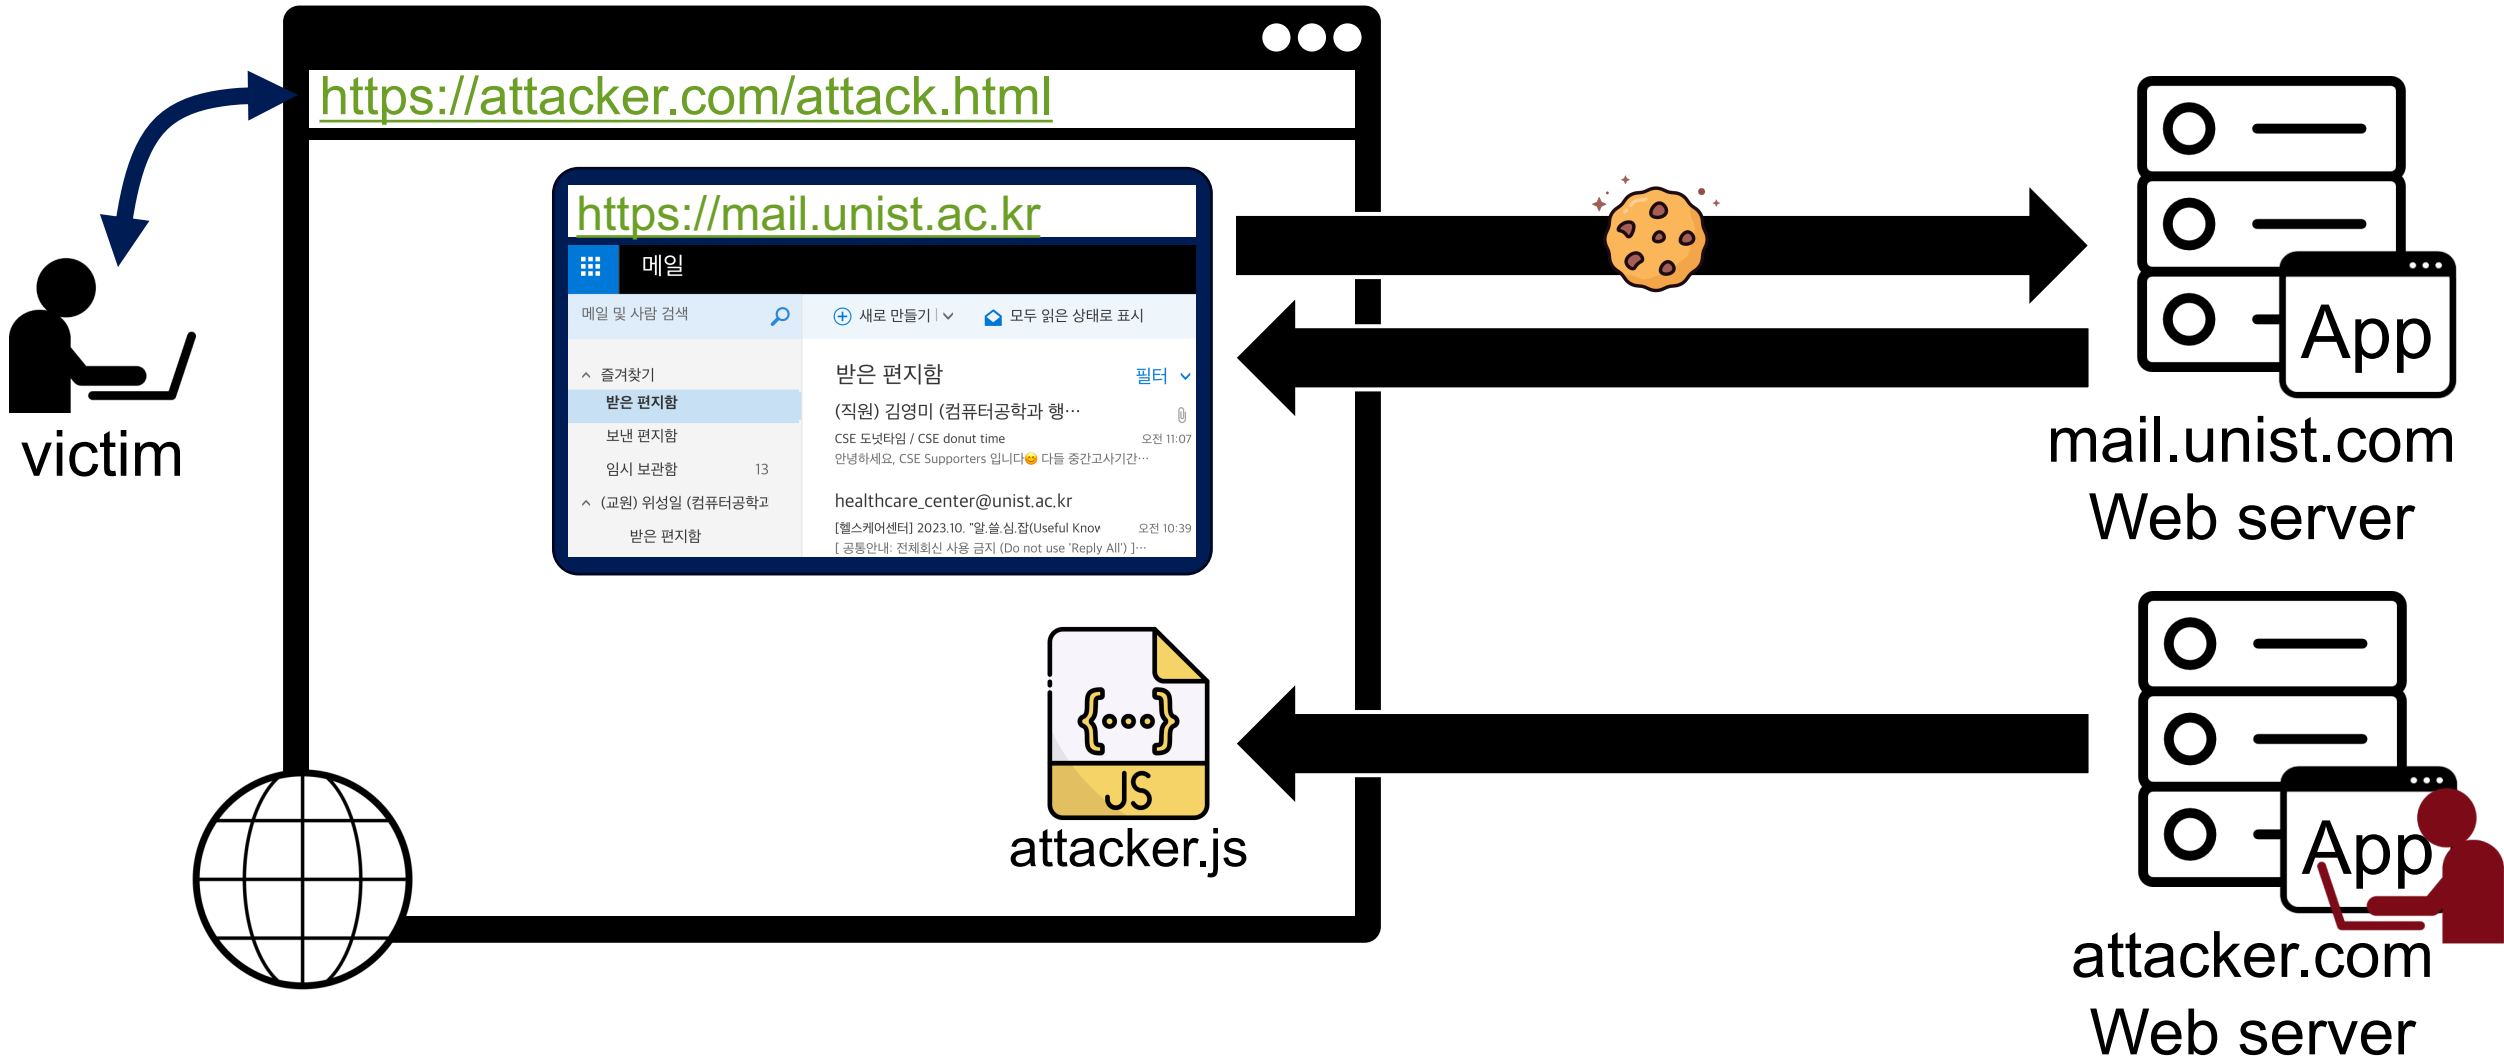 https://attacker.com/attack.html
https://mail.unist.ac.kr
메일
메일 및 사람 검색
새로 만들기
모두 읽은 상태로 표시
즐겨찾기
받은 편지함
보낸 편지함
임시 보관함 13
(교원) 위성일 (컴퓨터공학과
받은 편지함
받은 편지함 필터
(직원) 김영미 (컴퓨터공학과 행…
CSE 도넛타임 / CSE donut time 오전 11:07
안녕하세요, CSE Supporters 입니다😊 다들 중간고사기간…
healthcare_center@unist.ac.kr
[헬스케어센터] 2023.10. "알.쓸.심.잡(Useful Know 오전 10:39
[ 공통안내: 전체회신 사용 금지 (Do not use 'Reply All') ]…
victim
App
mail.unist.com
Web server
{...}
JS
attacker.js
App
attacker.com
Web server